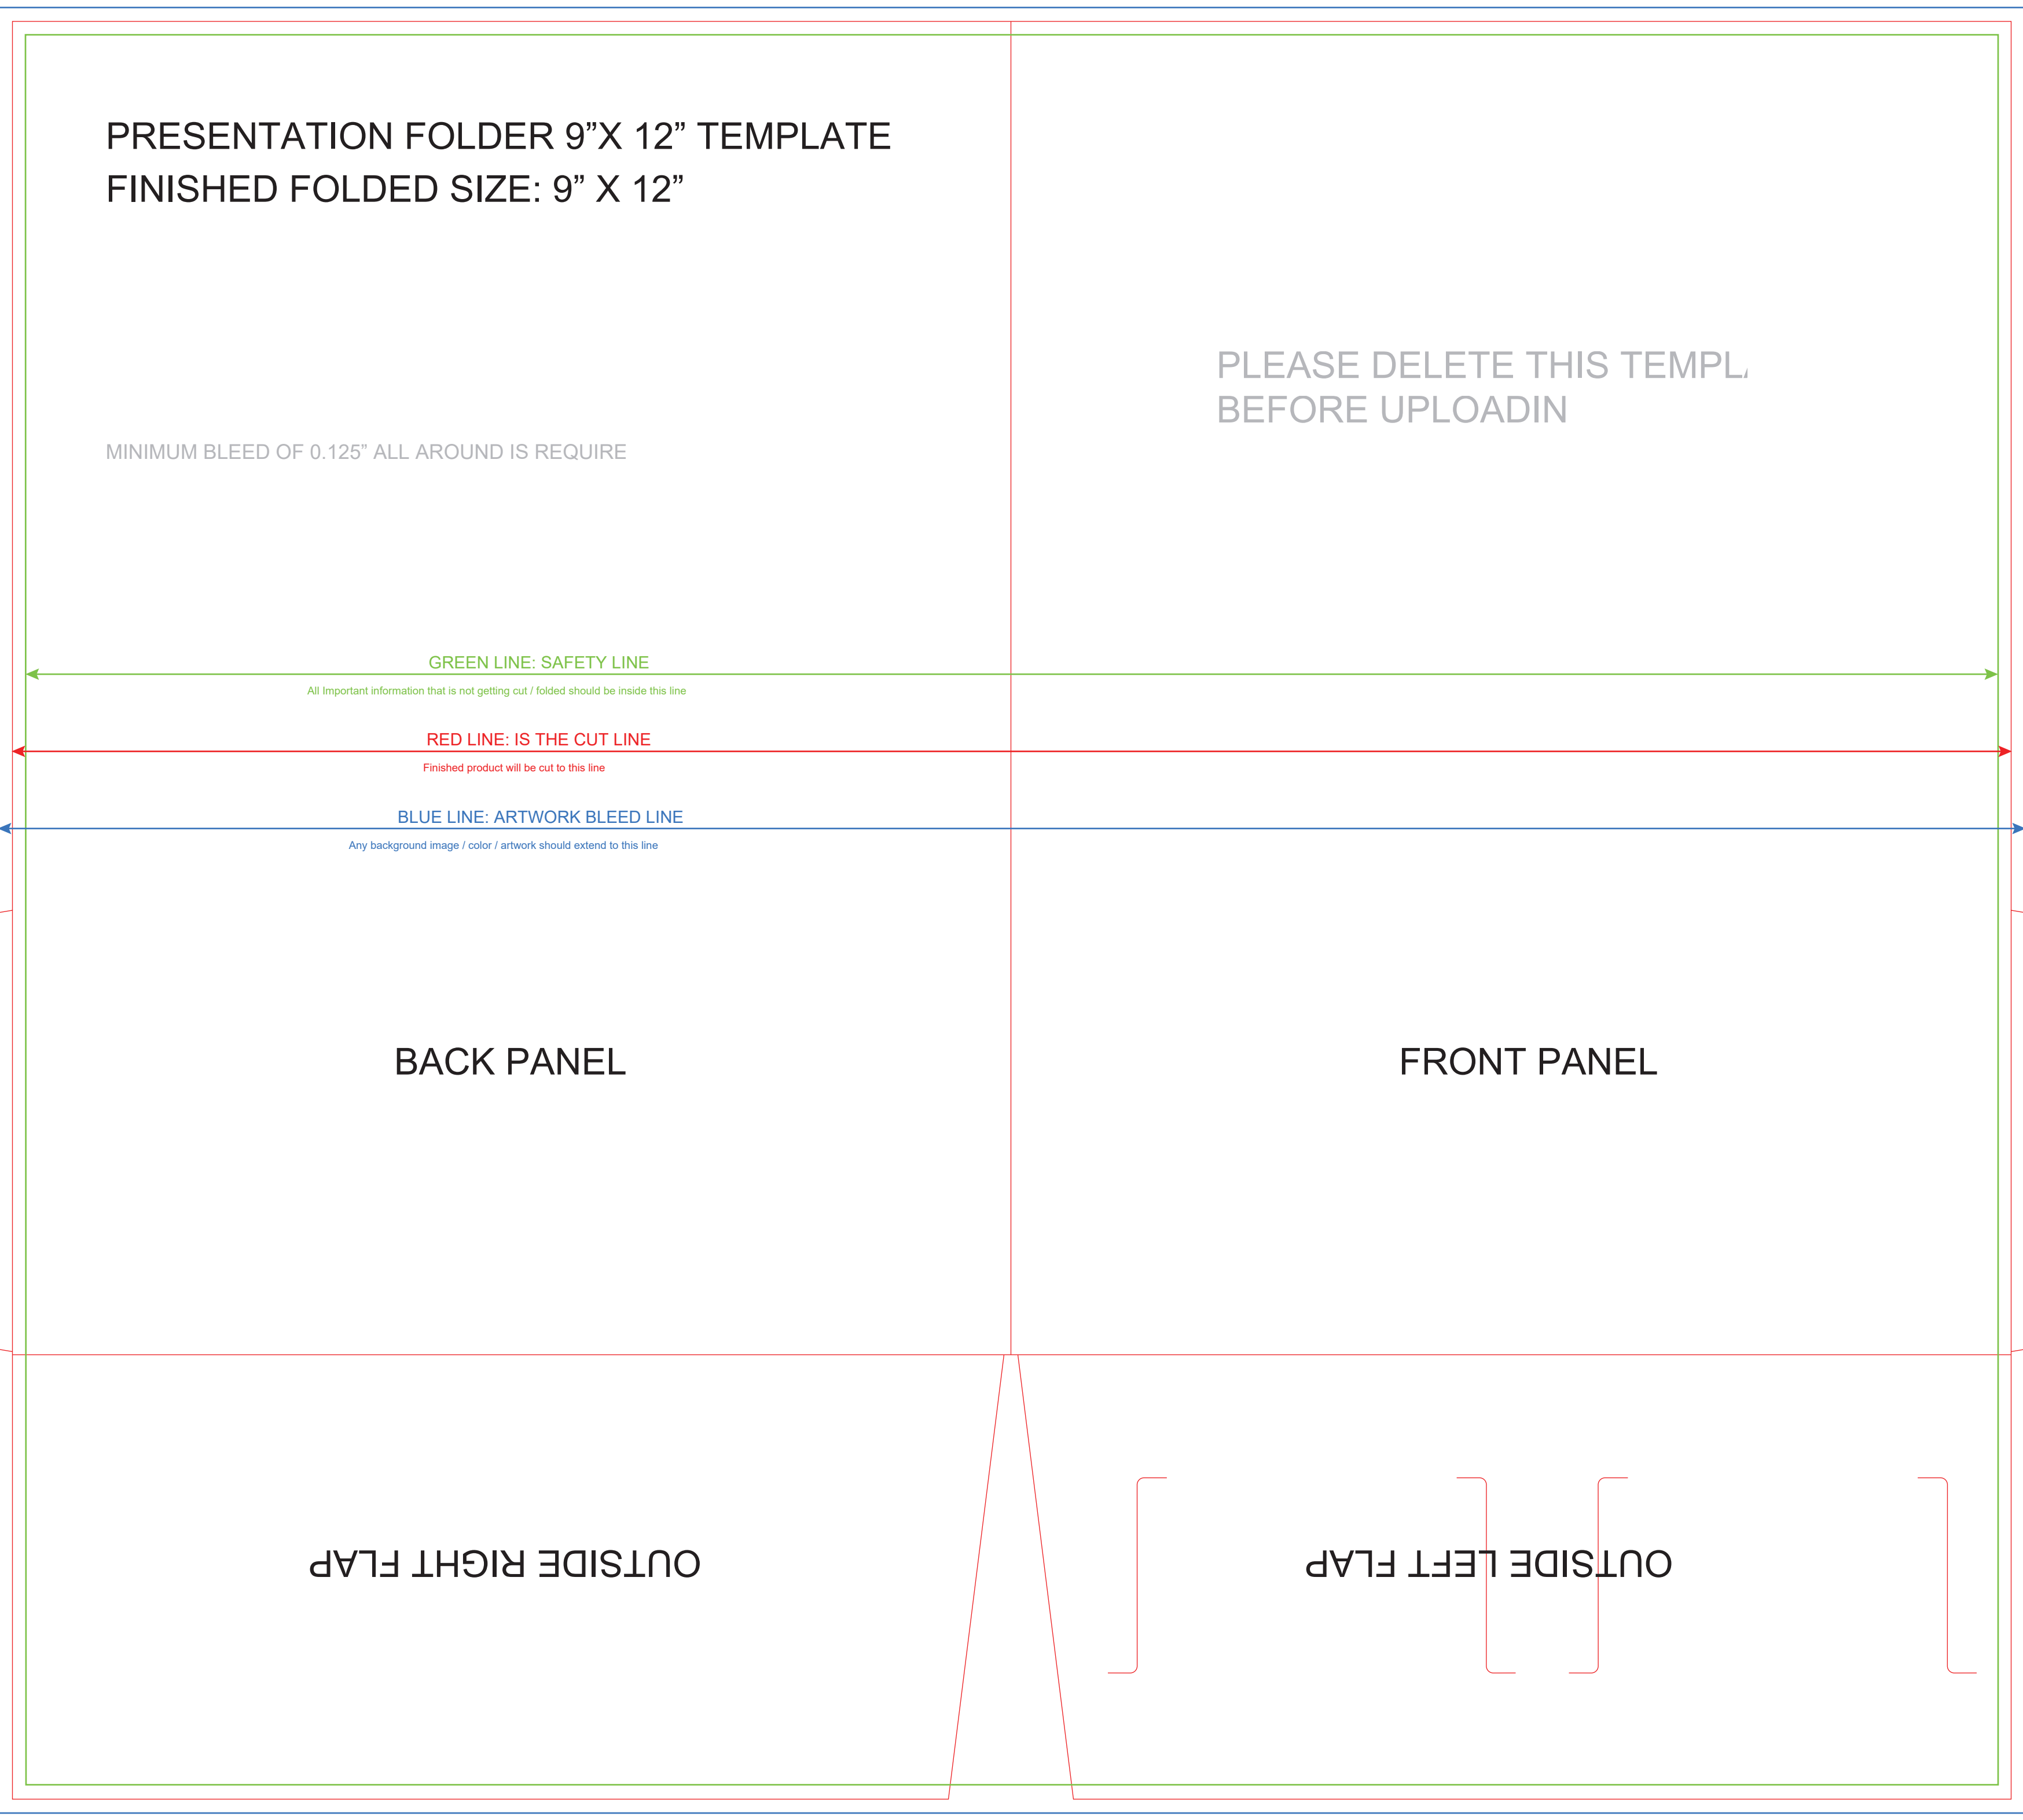 PRESENTATION FOLDER 9”X 12” TEMPLATE
FINISHED FOLDED SIZE: 9” X 12”
PLEASE DELETE THIS TEMPL
BEFORE UPLOADIN
MINIMUM BLEED OF 0.125” ALL AROUND IS REQUIRE
GREEN LINE: SAFETY LINE
All Important information that is not getting cut / folded should be inside this line
RED LINE: IS THE CUT LINE
Finished product will be cut to this line
BLUE LINE: ARTWORK BLEED LINE
Any background image / color / artwork should extend to this line
BACK PANEL
FRONT PANEL
OUTSIDE RIGHT FLAP
OUTSIDE LEFT FLAP